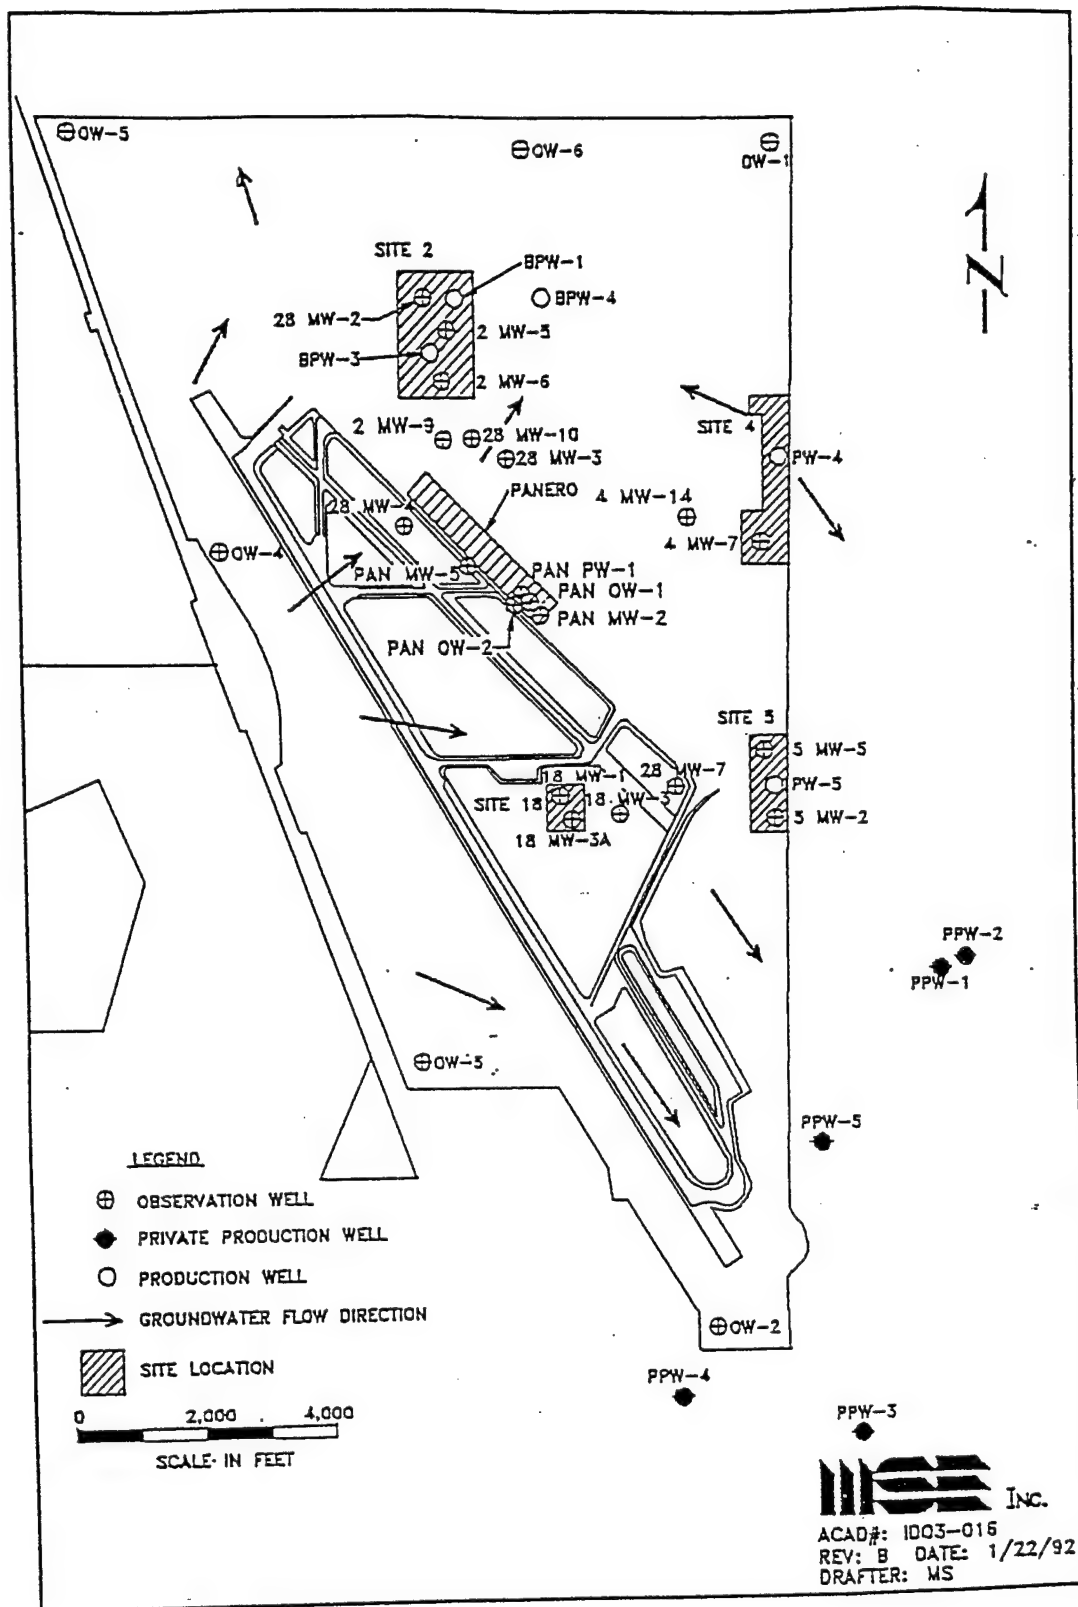 OW-5
OW-6
OW-1
SITE 2
BPW-1
BPW-4
28 MW-2
2 MW-5
BPW-3
2 MW-6
2 MW-9
28 MW-10
28 MW-3
SITE 4
PW-4
PANERO
4 MW-14
28 MW-4
4 MW-7
OW-4
PAN MW-5
PAN PW-1
PAN OW-1
PAN MW-2
PAN OW-2
SITE 5
5 MW-5
18 MW-1
28 MW-7
PW-5
SITE 18
18 MW-3
5 MW-2
18 MW-3A
PPW-2
PPW-1
OW-3
PPW-5
LEGEND
OBSERVATION WELL
PRIVATE PRODUCTION WELL
PRODUCTION WELL
GROUNDWATER FLOW DIRECTION
OW-2
SITE LOCATION
PPW-4
0 2,000 4,000
PPW-3
SCALE IN FEET
MSE INC.
ACAD#: ID03-016
REV: B DATE: 1/22/92
DRAFTER: MS
N